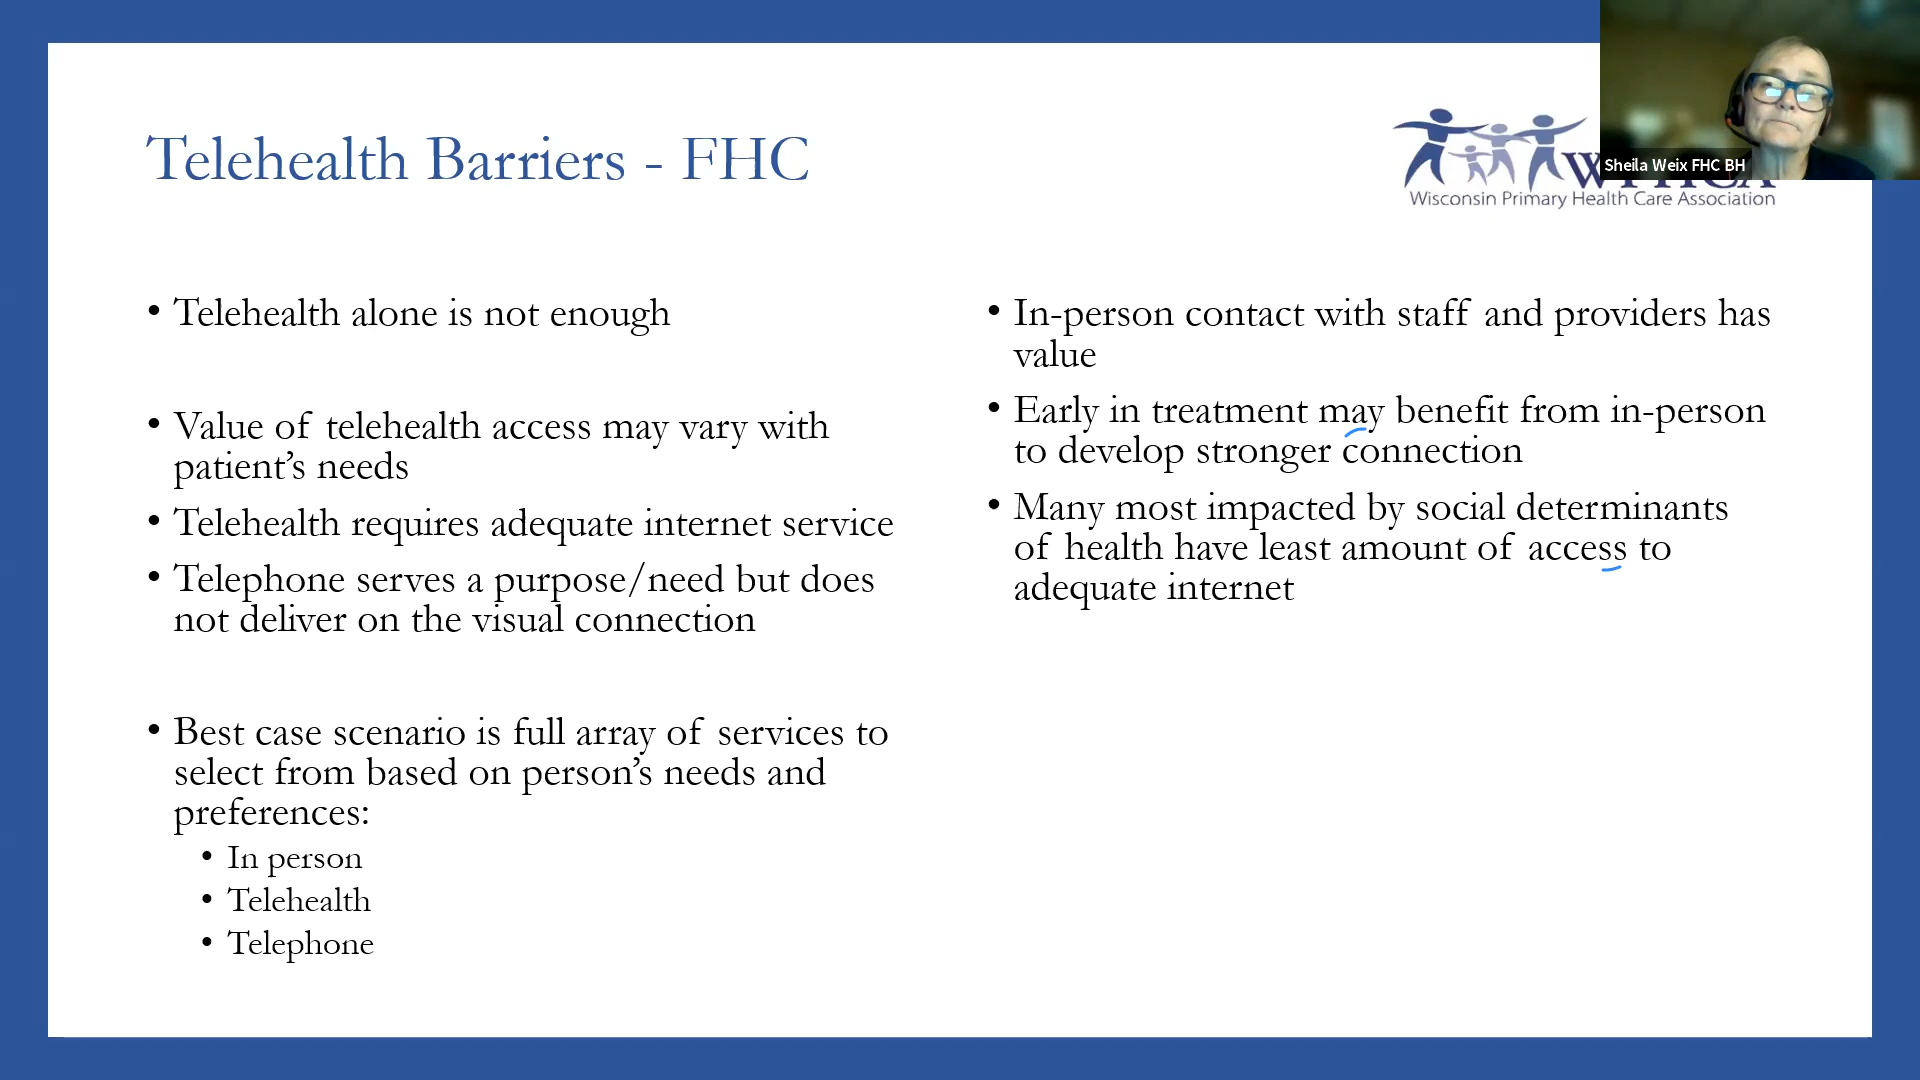 Telehealth Barriers - FHC
Wisconsin Primary Health Care Association
Sheila Weix FHC BH
• Telehealth alone is not enough
• Value of telehealth access may vary with
patient’s needs
• Telehealth requires adequate internet service
• Telephone serves a purpose/need but does
not deliver on the visual connection
• Best case scenario is full array of services to
select from based on person’s needs and
preferences:
• In person
• Telehealth
• Telephone
• In-person contact with staff and providers has
value
• Early in treatment may benefit from in-person
to develop stronger connection
• Many most impacted by social determinants
of health have least amount of access to
adequate internet